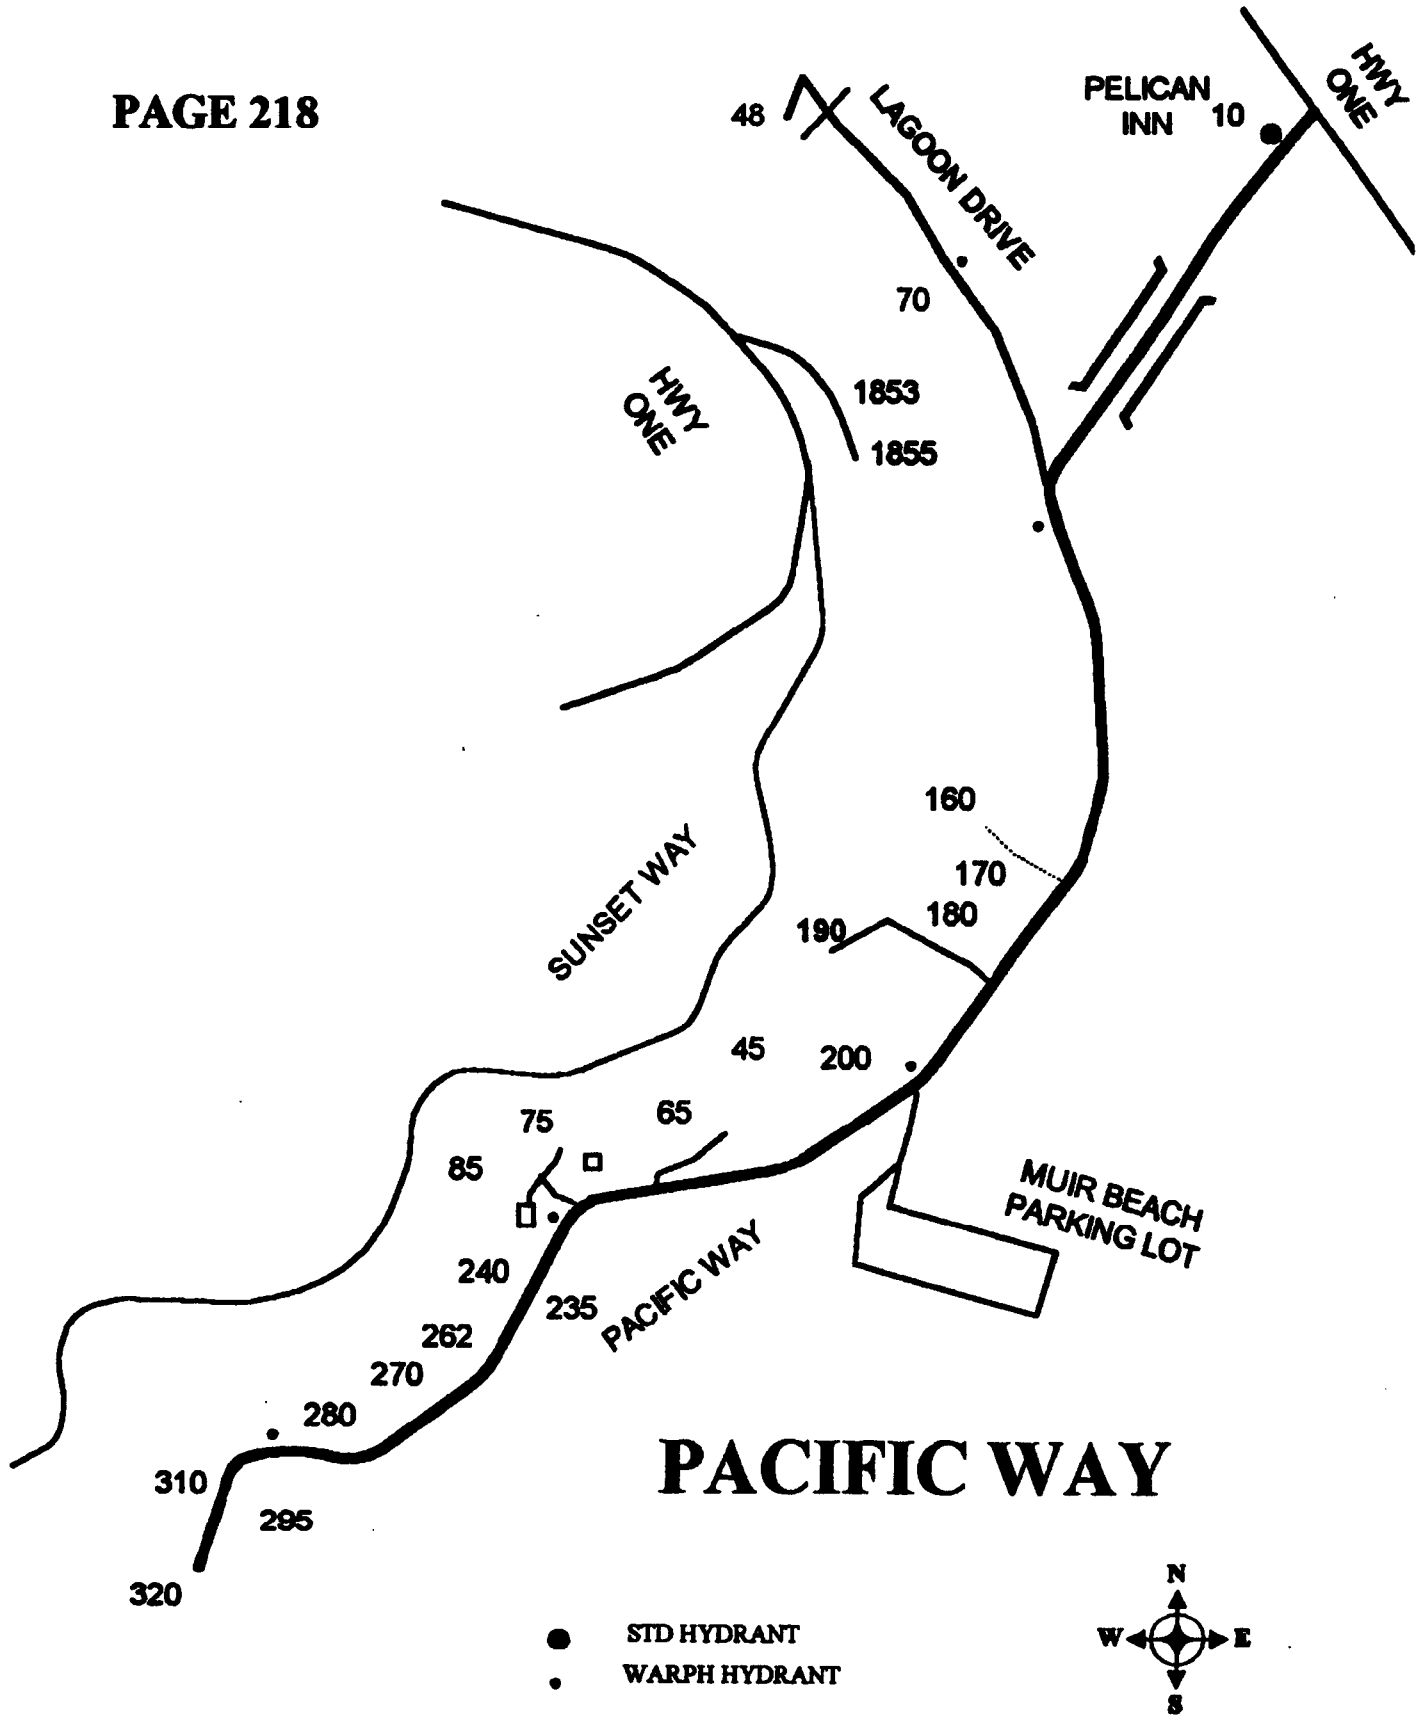 PAGE 218
48
LAGOON DRIVE
PELICAN
INN
10
HWY
ONE
70
HWY
ONE
1853
1855
160
170
180
190
SUNSET WAY
45
200
65
75
85
MUIR BEACH
PARKING LOT
240
235
PACIFIC WAY
262
270
280
310
295
320
PACIFIC WAY
STD HYDRANT
WARPH HYDRANT
N
W
E
S